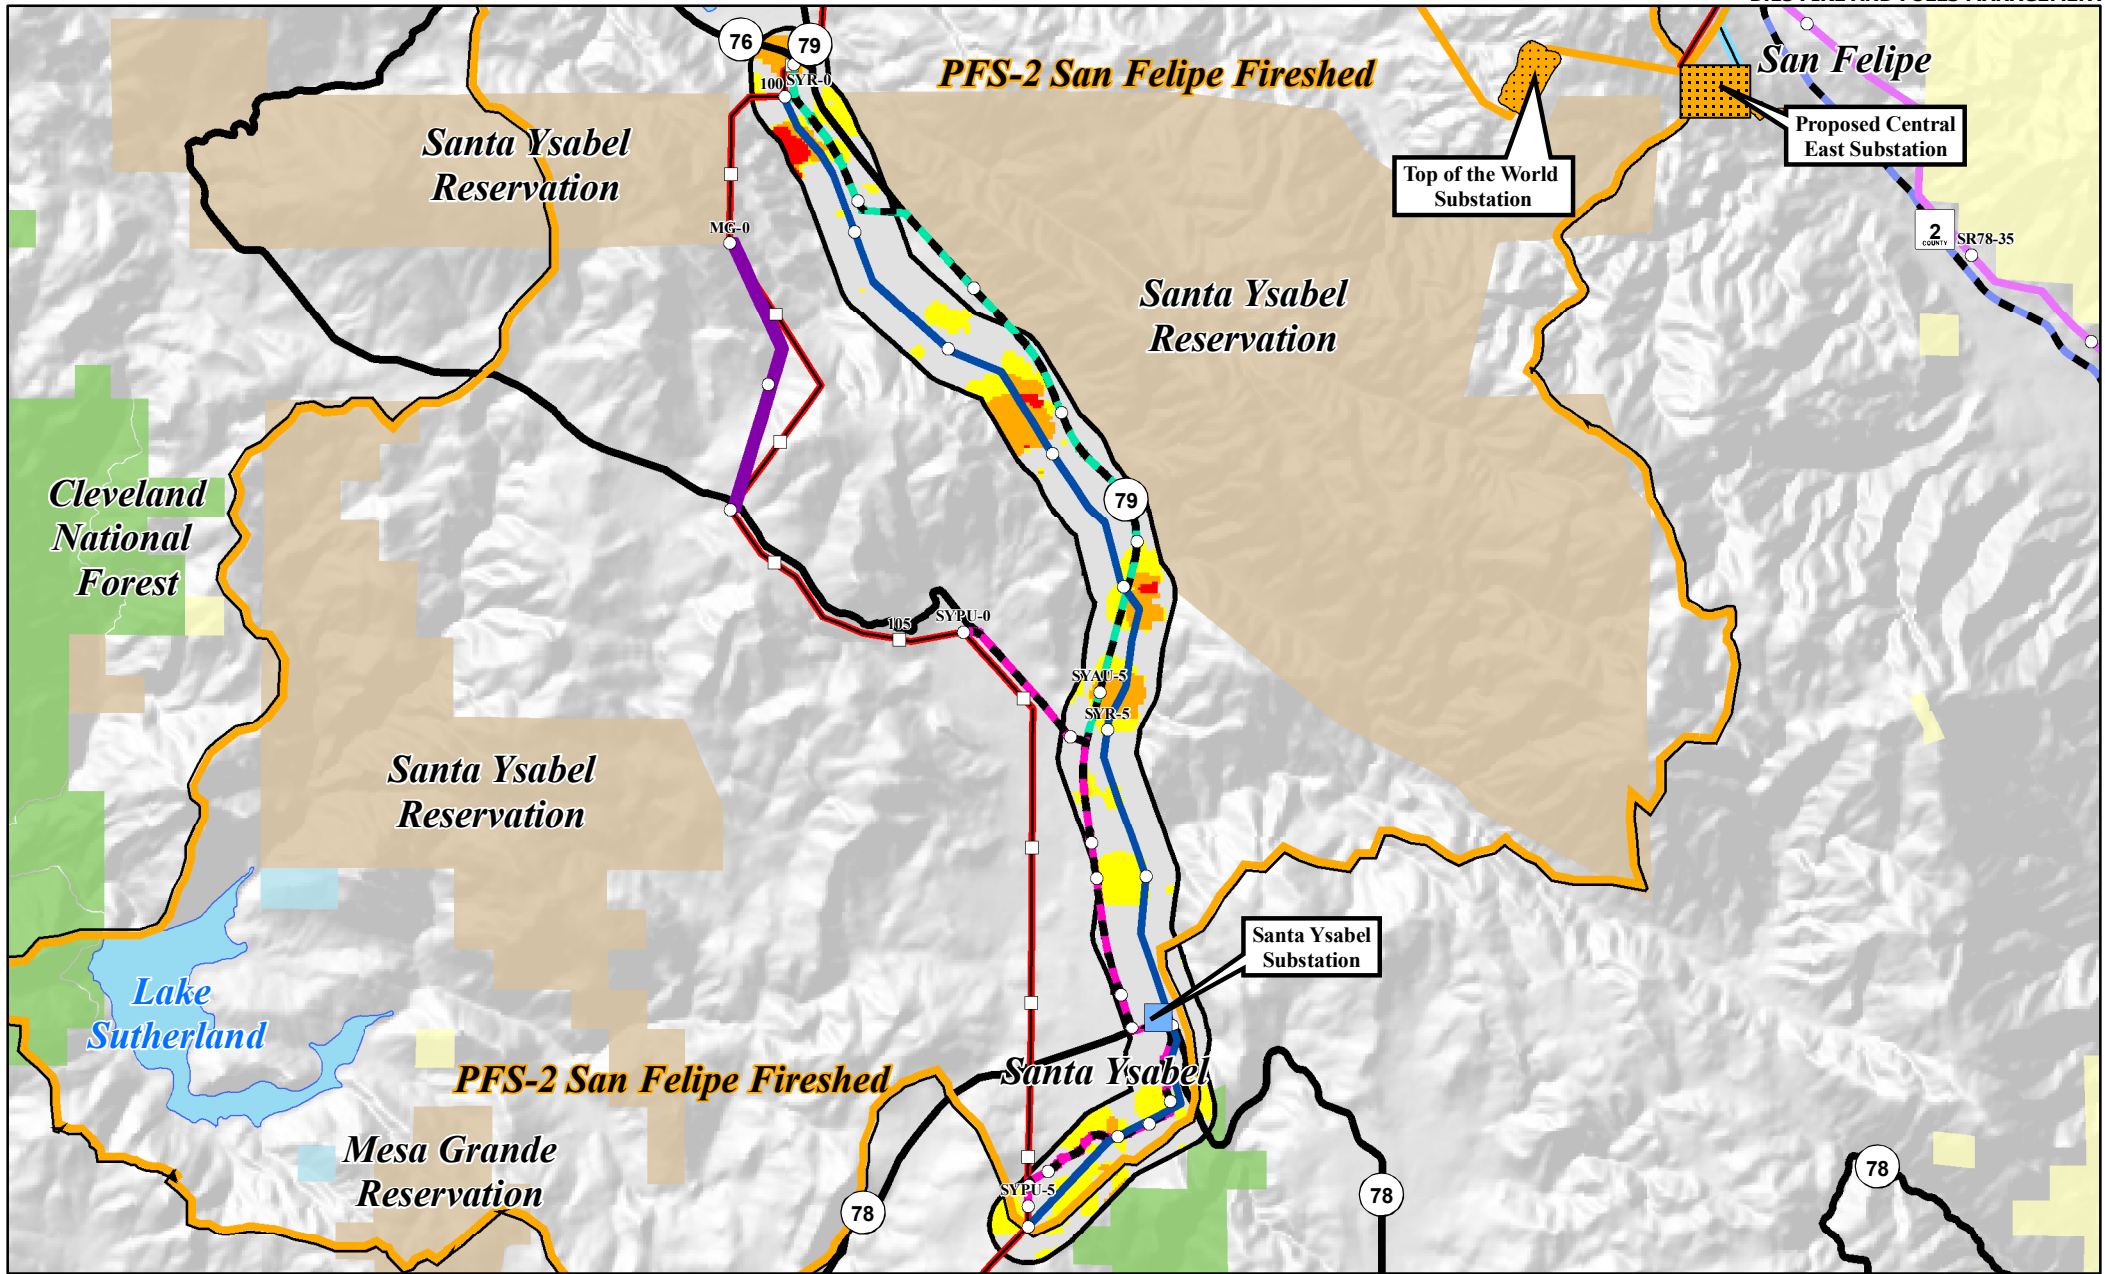 76
79
100
SYR-0
PFS-2 San Felipe Fireshed
San Felipe
Proposed Central
East Substation
Top of the World
Substation
Santa Ysabel
Reservation
MG-0
2
COUNTY
SR78-35
Santa Ysabel
Reservation
79
Cleveland
National
Forest
105
SYPU-0
SYAU-5
SYR-5
Santa Ysabel
Reservation
Santa Ysabel
Substation
Lake
Sutherland
PFS-2 San Felipe Fireshed
Santa Ysabel
Mesa Grande
Reservation
SYPU-5
78
78
78